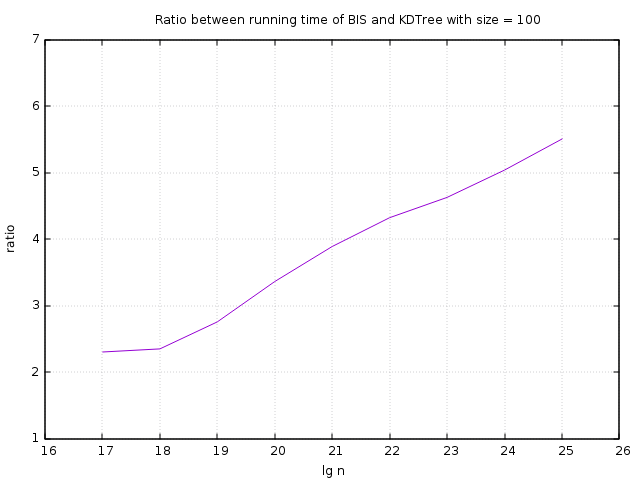 Ratio between running time of BIS and KDTree with size = 100
7
6
5
4
3
2
1
ratio
16 17 18 19 20 21 22 23 24 25 26
lg n